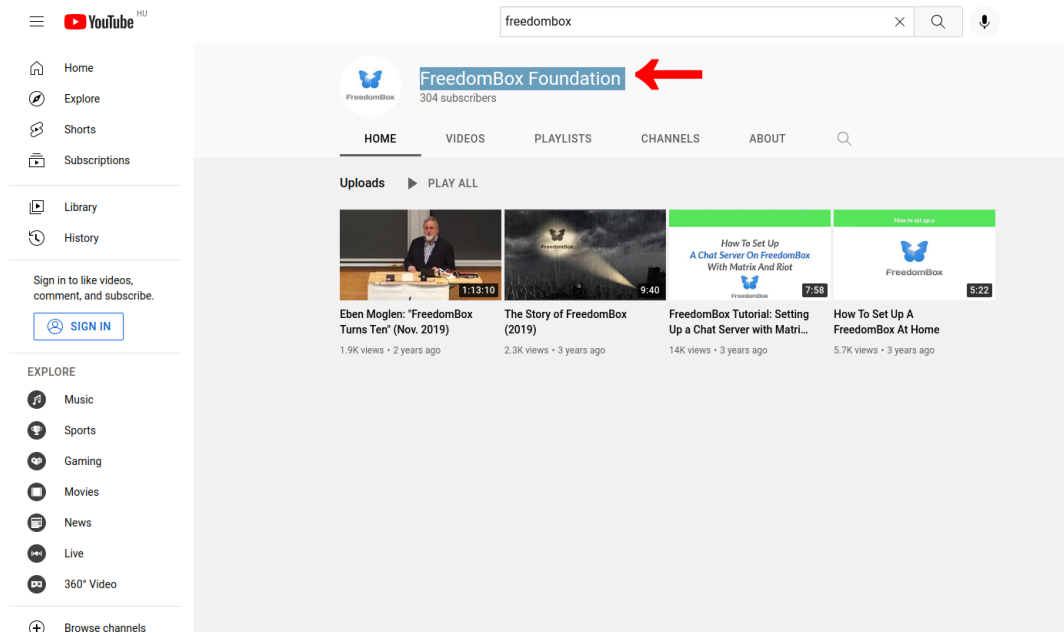 YouTube HU
freedombox
Home
Explore
Shorts
Subscriptions
Library
History
Sign in to like videos,
comment, and subscribe.
SIGN IN
EXPLORE
Music
Sports
Gaming
Movies
News
Live
360° Video
Browse channels
FreedomBox
FreedomBox Foundation
304 subscribers
HOME VIDEOS PLAYLISTS CHANNELS ABOUT
Uploads PLAY ALL
1:13:10
Eben Moglen: "FreedomBox
Turns Ten" (Nov. 2019)
1.9K views • 2 years ago
FreedomBox
9:40
The Story of FreedomBox
(2019)
2.3K views • 3 years ago
How To Set Up
A Chat Server On FreedomBox
With Matrix And Riot
FreedomBox
7:58
FreedomBox Tutorial: Setting
Up a Chat Server with Matri...
14K views • 3 years ago
How to set up a
FreedomBox
5:22
How To Set Up A
FreedomBox At Home
5.7K views • 3 years ago